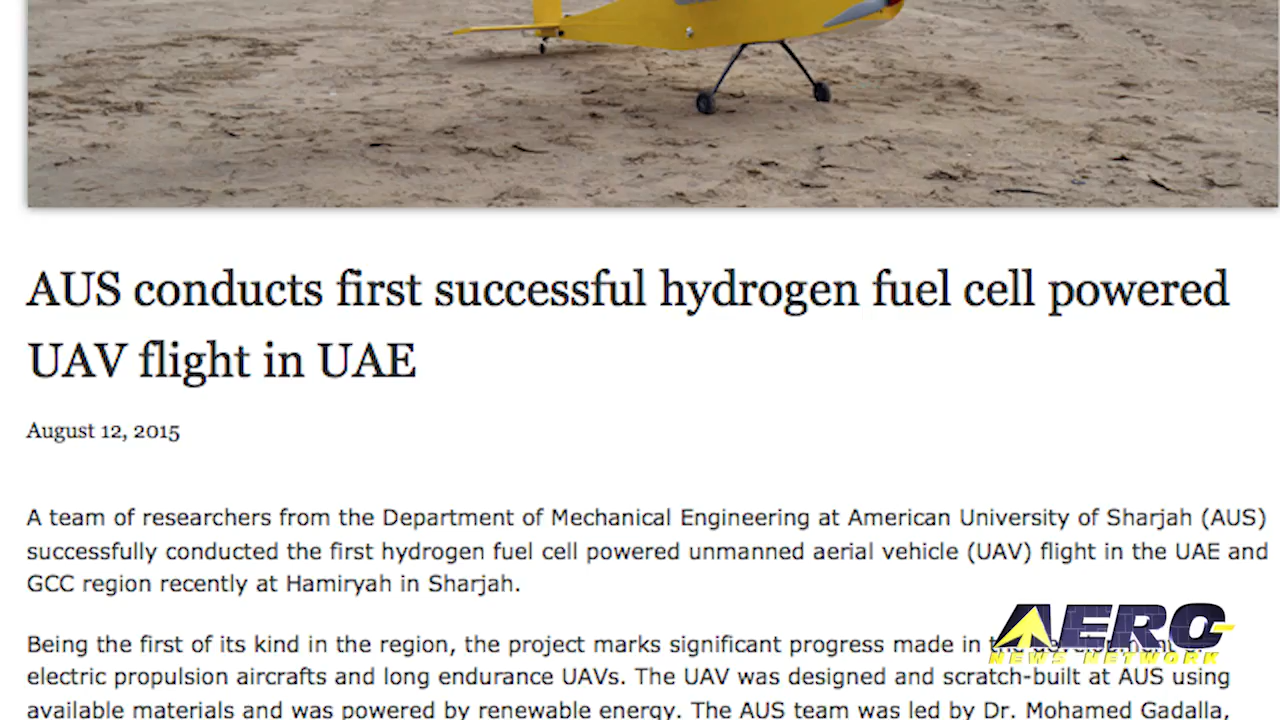 AUS conducts first successful hydrogen fuel cell powered
UAV flight in UAE
August 12, 2015
A team of researchers from the Department of Mechanical Engineering at American University of Sharjah (AUS)
successfully conducted the first hydrogen fuel cell powered unmanned aerial vehicle (UAV) flight in the UAE and
GCC region recently at Hamiryah in Sharjah.
Being the first of its kind in the region, the project marks significant progress made in
electric propulsion aircrafts and long endurance UAVs. The UAV was designed and scratch-built at AUS using
available materials and was powered by renewable energy. The AUS team was led by Dr. Mohamed Gadalla,
AERO
NEWS NETWORK